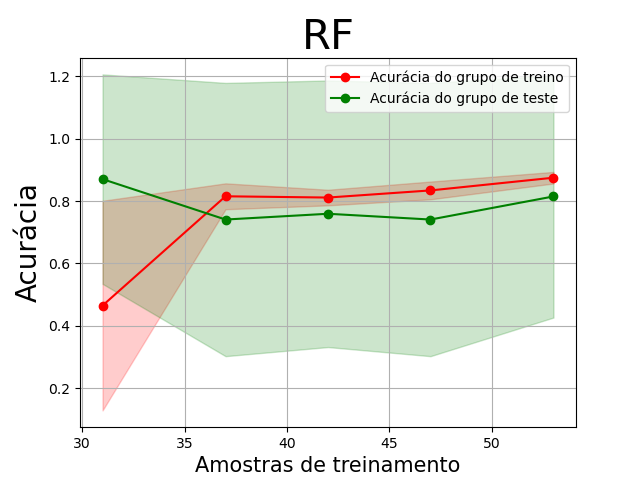 RF
Acurácia do grupo de treino
Acurácia do grupo de teste
Acurácia
1.2
1.0
0.8
0.6
0.4
0.2
30 35 40 45 50
Amostras de treinamento